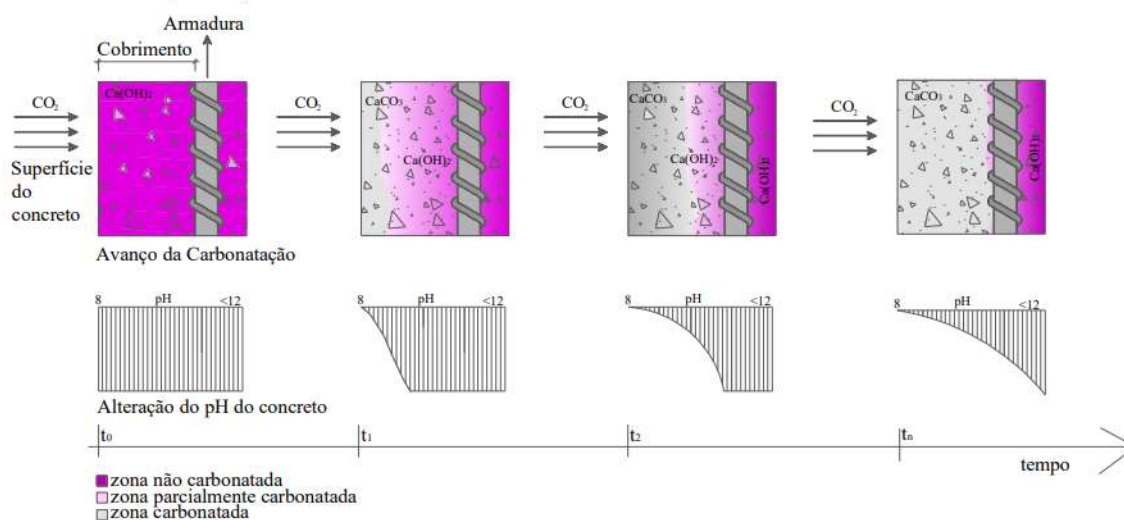 Armadura
Cobrimento
CO₂
Superfície
do
concreto
Ca(OH)₂
CO₂
CaCO₃
Ca(OH)₂
CO₂
CaCO₃
Ca(OH)₂
Ca(OH)₂
CO₂
CaCO₃
Ca(OH)₂
Avanço da Carbonatação
8 pH <12
8 pH <12
8 pH <12
8 pH <12
Alteração do pH do concreto
t₀
t₁
t₂
tₙ
tempo
zona não carbonatada
zona parcialmente carbonatada
zona carbonatada